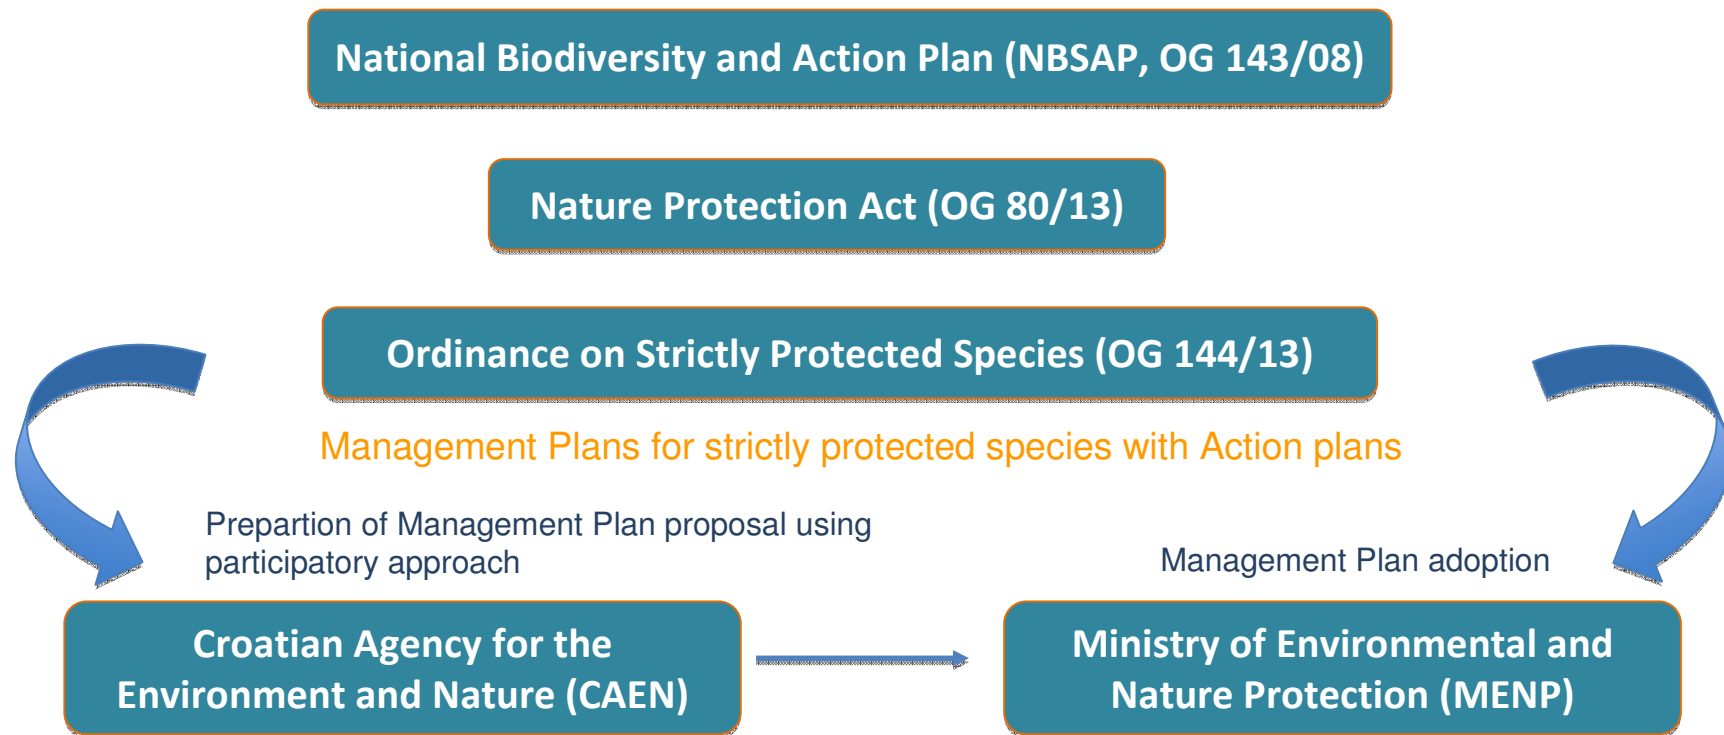 National Biodiversity and Action Plan (NBSAP, OG 143/08)
Nature Protection Act (OG 80/13)
Ordinance on Strictly Protected Species (OG 144/13)
Management Plans for strictly protected species with Action plans
Prepartion of Management Plan proposal using
participatory approach
Management Plan adoption
Croatian Agency for the
Environment and Nature (CAEN)
Ministry of Environmental and
Nature Protection (MENP)